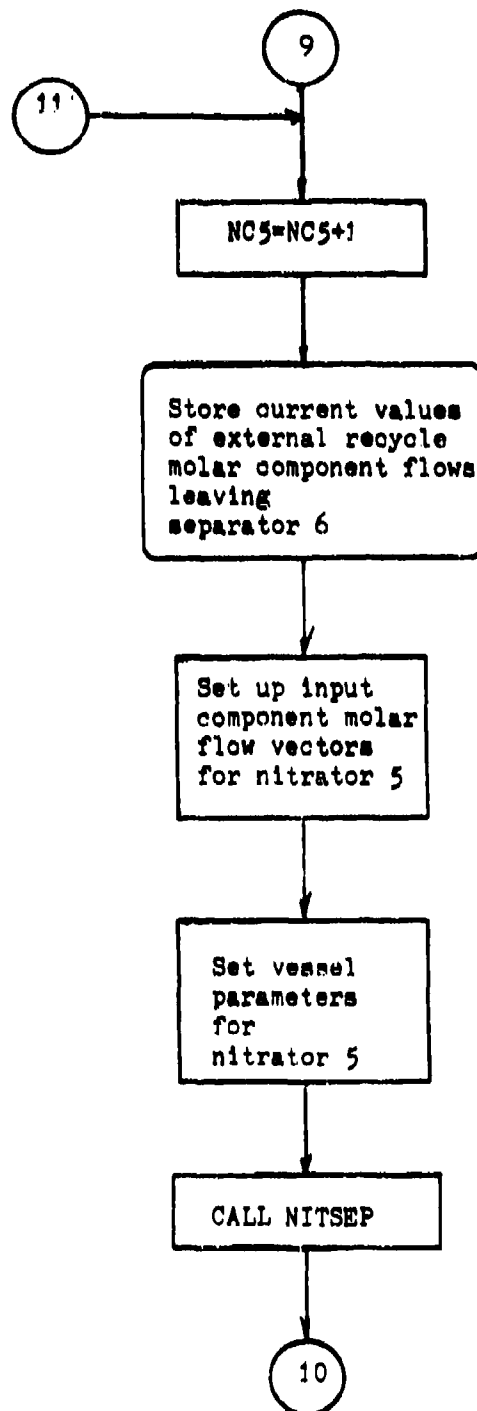 9
11
NC5=NC5+1
Store current values
of external recycle
molar component flows
leaving
separator 6
Set up input
component molar
flow vectors
for nitrator 5
Set vessel
parameters
for
nitrator 5
CALL NITSEP
10